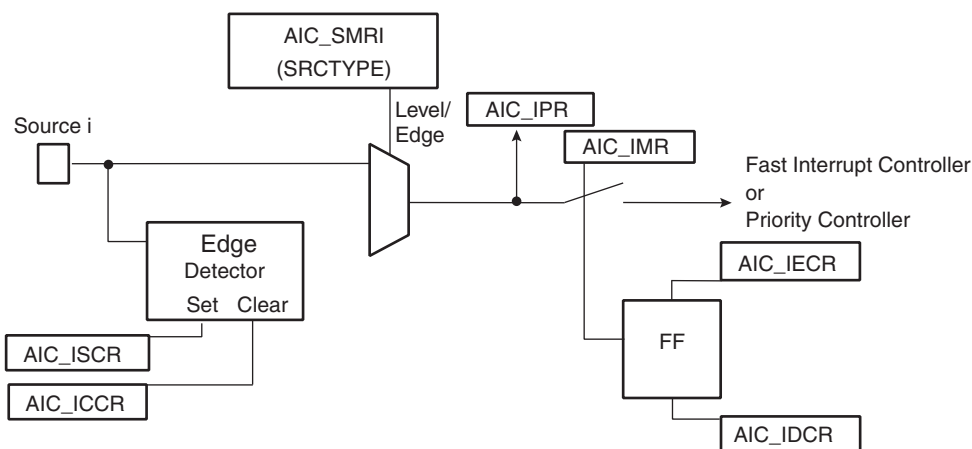 AIC_SMRI
(SRCTYPE)
Level/
Edge
AIC_IPR
Source i
AIC_IMR
Fast Interrupt Controller
or
Priority Controller
Edge
Detector
Set Clear
AIC_IECR
FF
AIC_ISCR
AIC_ICCR
AIC_IDCR